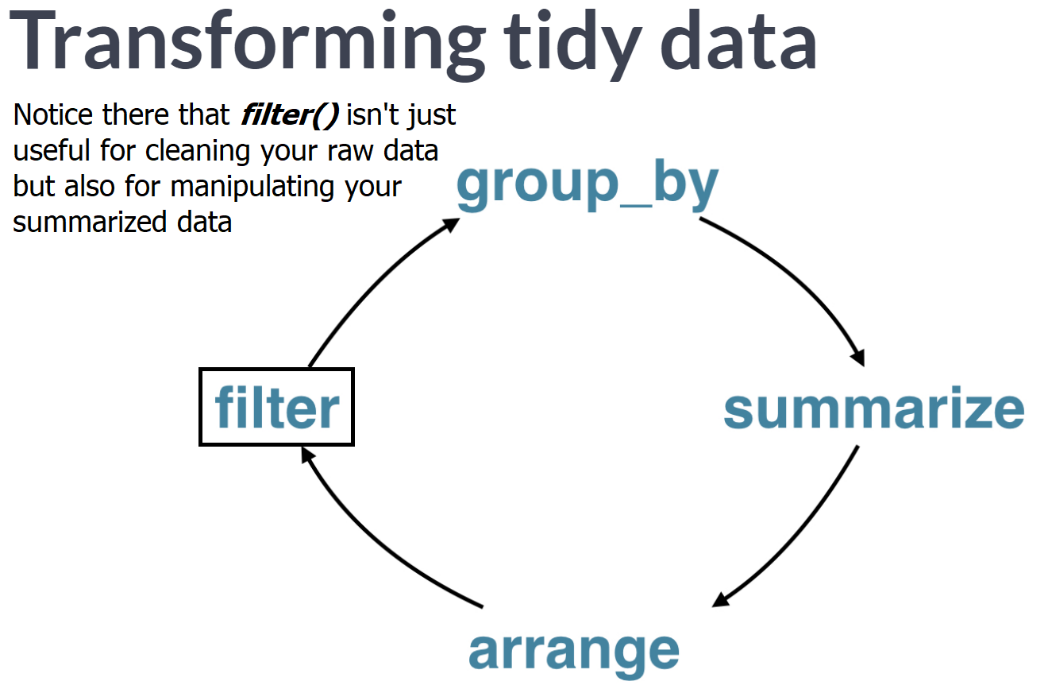 Transforming tidy data
Notice there that filter() isn't just
useful for cleaning your raw data
but also for manipulating your
summarized data
group_by
filter
summarize
arrange